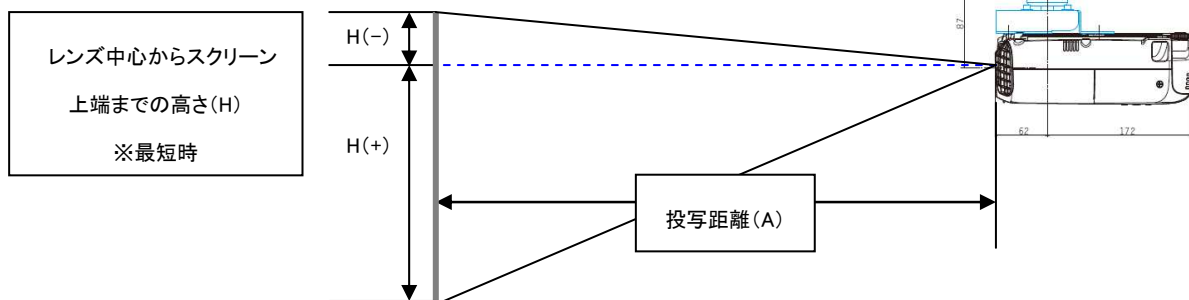 レンズ中心からスクリーン
上端までの高さ(H)
※最短時
H(-)
H(+)
投写距離(A)
87
62
172